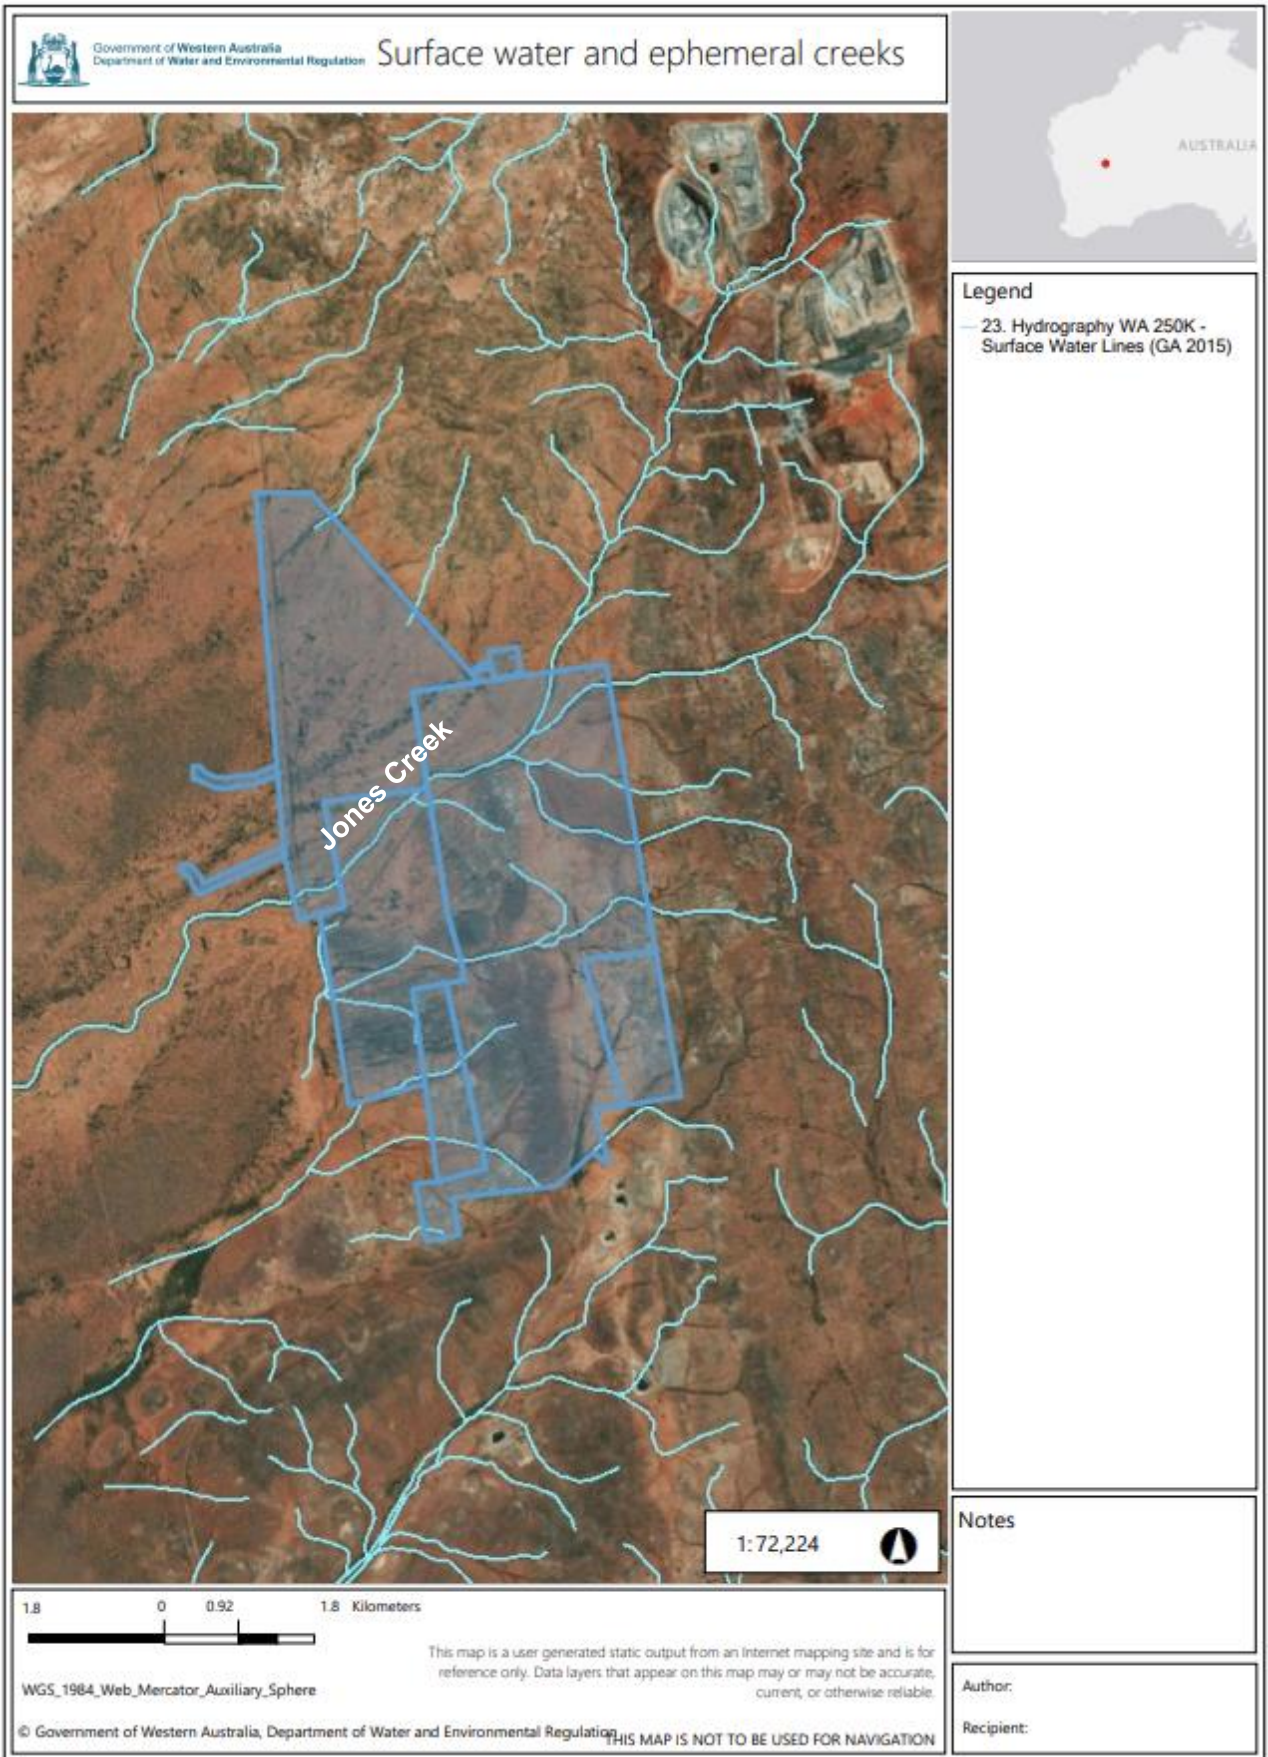 Government of Western Australia
Department of Water and Environmental Regulation
Surface water and ephemeral creeks
AUSTRALIA
Legend
23. Hydrography WA 250K -
Surface Water Lines (GA 2015)
Jones Creek
1:72,224
Notes
1.8 0 0.92 1.8 Kilometers
This map is a user generated static output from an Internet mapping site and is for
reference only. Data layers that appear on this map may or may not be accurate,
current, or otherwise reliable.
WGS_1984_Web_Mercator_Auxiliary_Sphere
© Government of Western Australia, Department of Water and Environmental Regulation
THIS MAP IS NOT TO BE USED FOR NAVIGATION
Author:
Recipient: